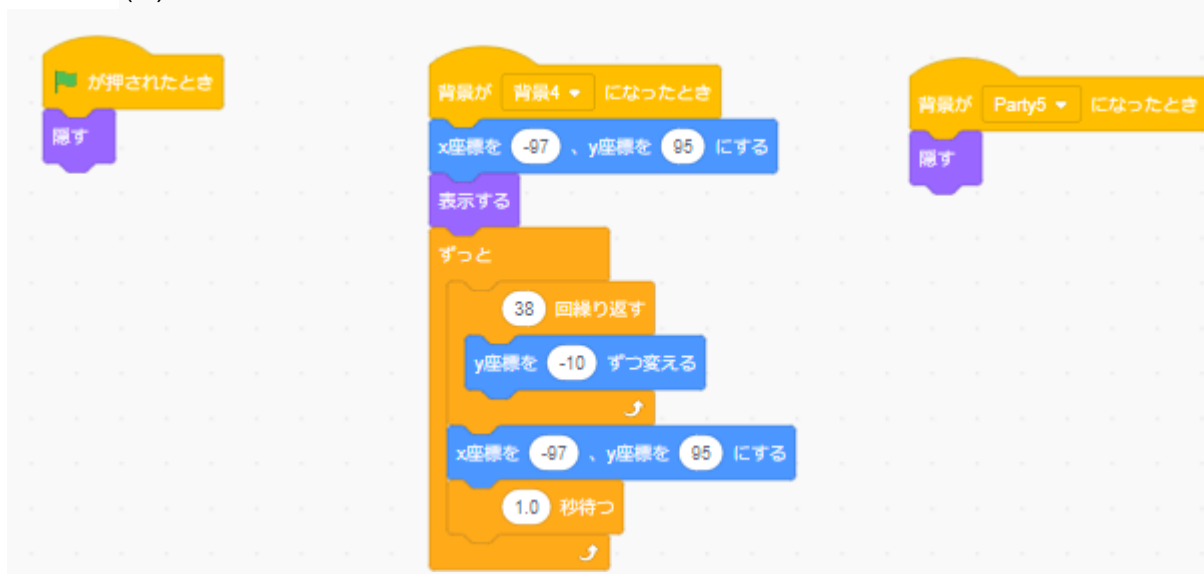 が押されたとき
隠す
背景が 背景4 になったとき
x座標を -97 、y座標を 95 にする
表示する
ずっと
38 回繰り返す
y座標を -10 ずつ変える
x座標を -97 、y座標を 95 にする
1.0 秒待つ
背景が Party5 になったとき
隠す